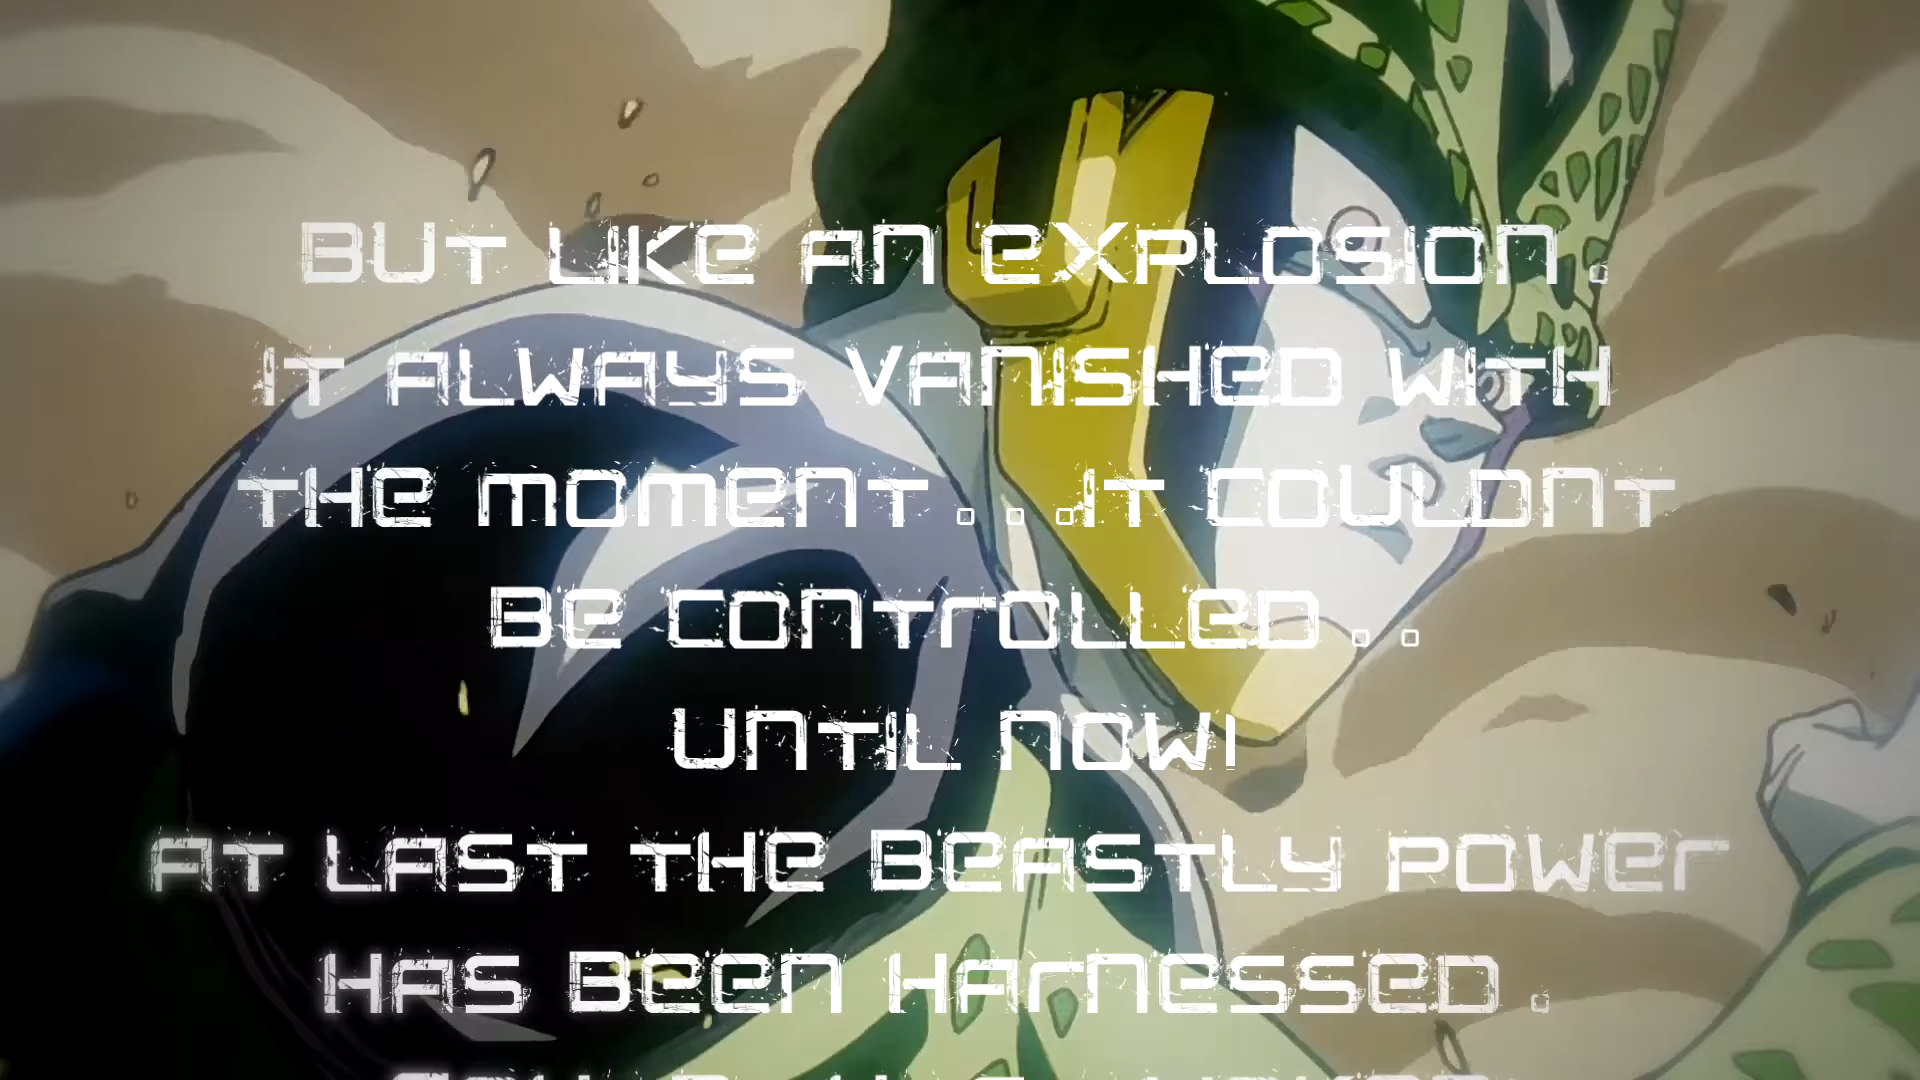 BUT LIKE AN EXPLOSION.
IT ALWAYS VANISHED WITH
THE MOMENT...IT COULDNT
BE CONTROLLED..
UNTIL NOW!
AT LAST THE BEASTLY POWER
HAS BEEN HARNESSED.